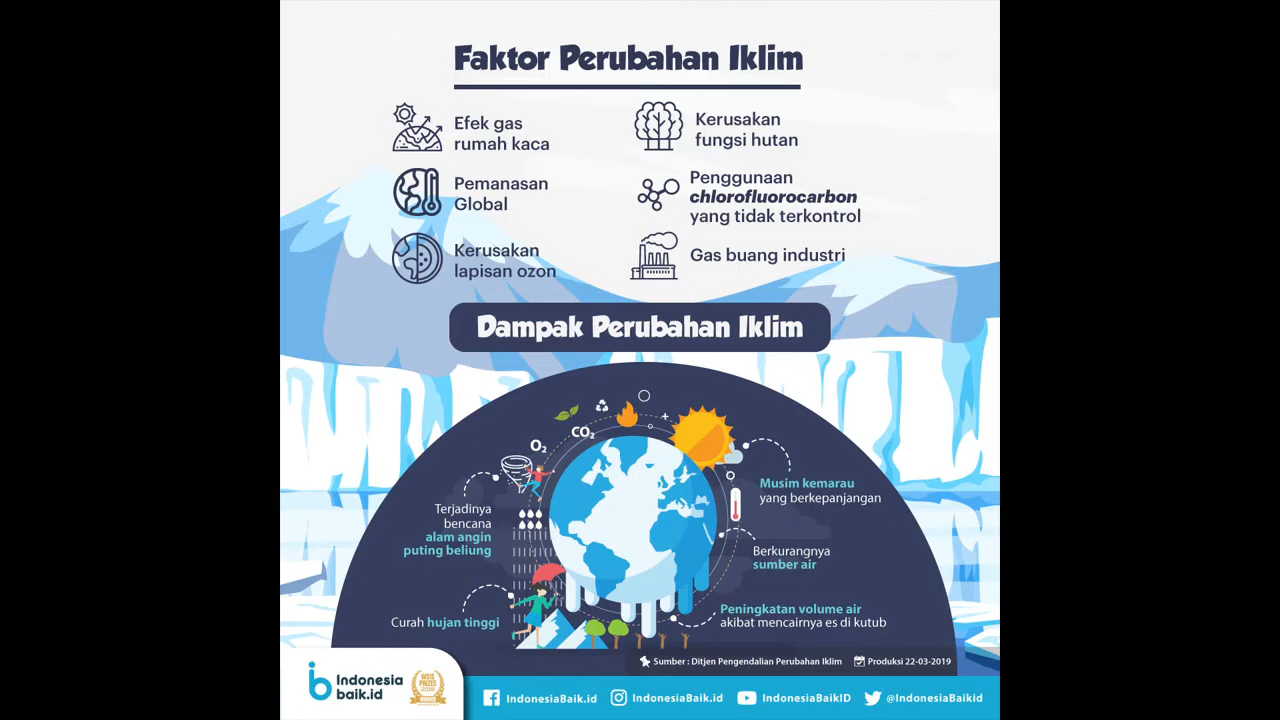 Faktor Perubahan Iklim
Efek gas
rumah kaca
Pemanasan
Global
Kerusakan
lapisan ozon
Kerusakan
fungsi hutan
Penggunaan
chlorofluorocarbon
yang tidak terkontrol
Gas buang industri
Dampak Perubahan Iklim
O₂
CO₂
Terjadinya
bencana
alam angin
puting beliung
Curah hujan tinggi
Musim kemarau
yang berkepanjangan
Berkurangnya
sumber air
Peningkatan volume air
akibat mencairnya es di kutub
Sumber : Ditjen Pengendalian Perubahan Iklim
Produksi 22-03-2019
Indonesia
baik.id
WSIS
PRIZES
IndonesiaBaik.id
IndonesiaBaik.id
IndonesiaBaikID
@IndonesiaBaikid